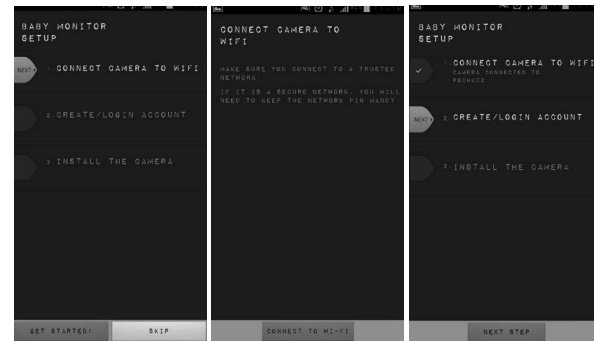 BABY MONITOR
SETUP
NEXT
1.CONNECT CAMERA TO WIFI
2.CREATE/LOGIN ACCOUNT
3.INSTALL THE CAMERA
GET STARTED!
SKIP
CONNECT CAMERA TO
WIFI
MAKE SURE YOU CONNECT TO A TRUSTED
NETWORK
IF IT IS A SECURE NETWORK, YOU WILL
NEED TO KEEP THE NETWORK PIN HANDY
CONNECT TO WI-FI
BABY MONITOR
SETUP
1.CONNECT CAMERA TO WIFI
CAMERA CONNECTED TO
NEXT
2.CREATE/LOGIN ACCOUNT
3.INSTALL THE CAMERA
NEXT STEP